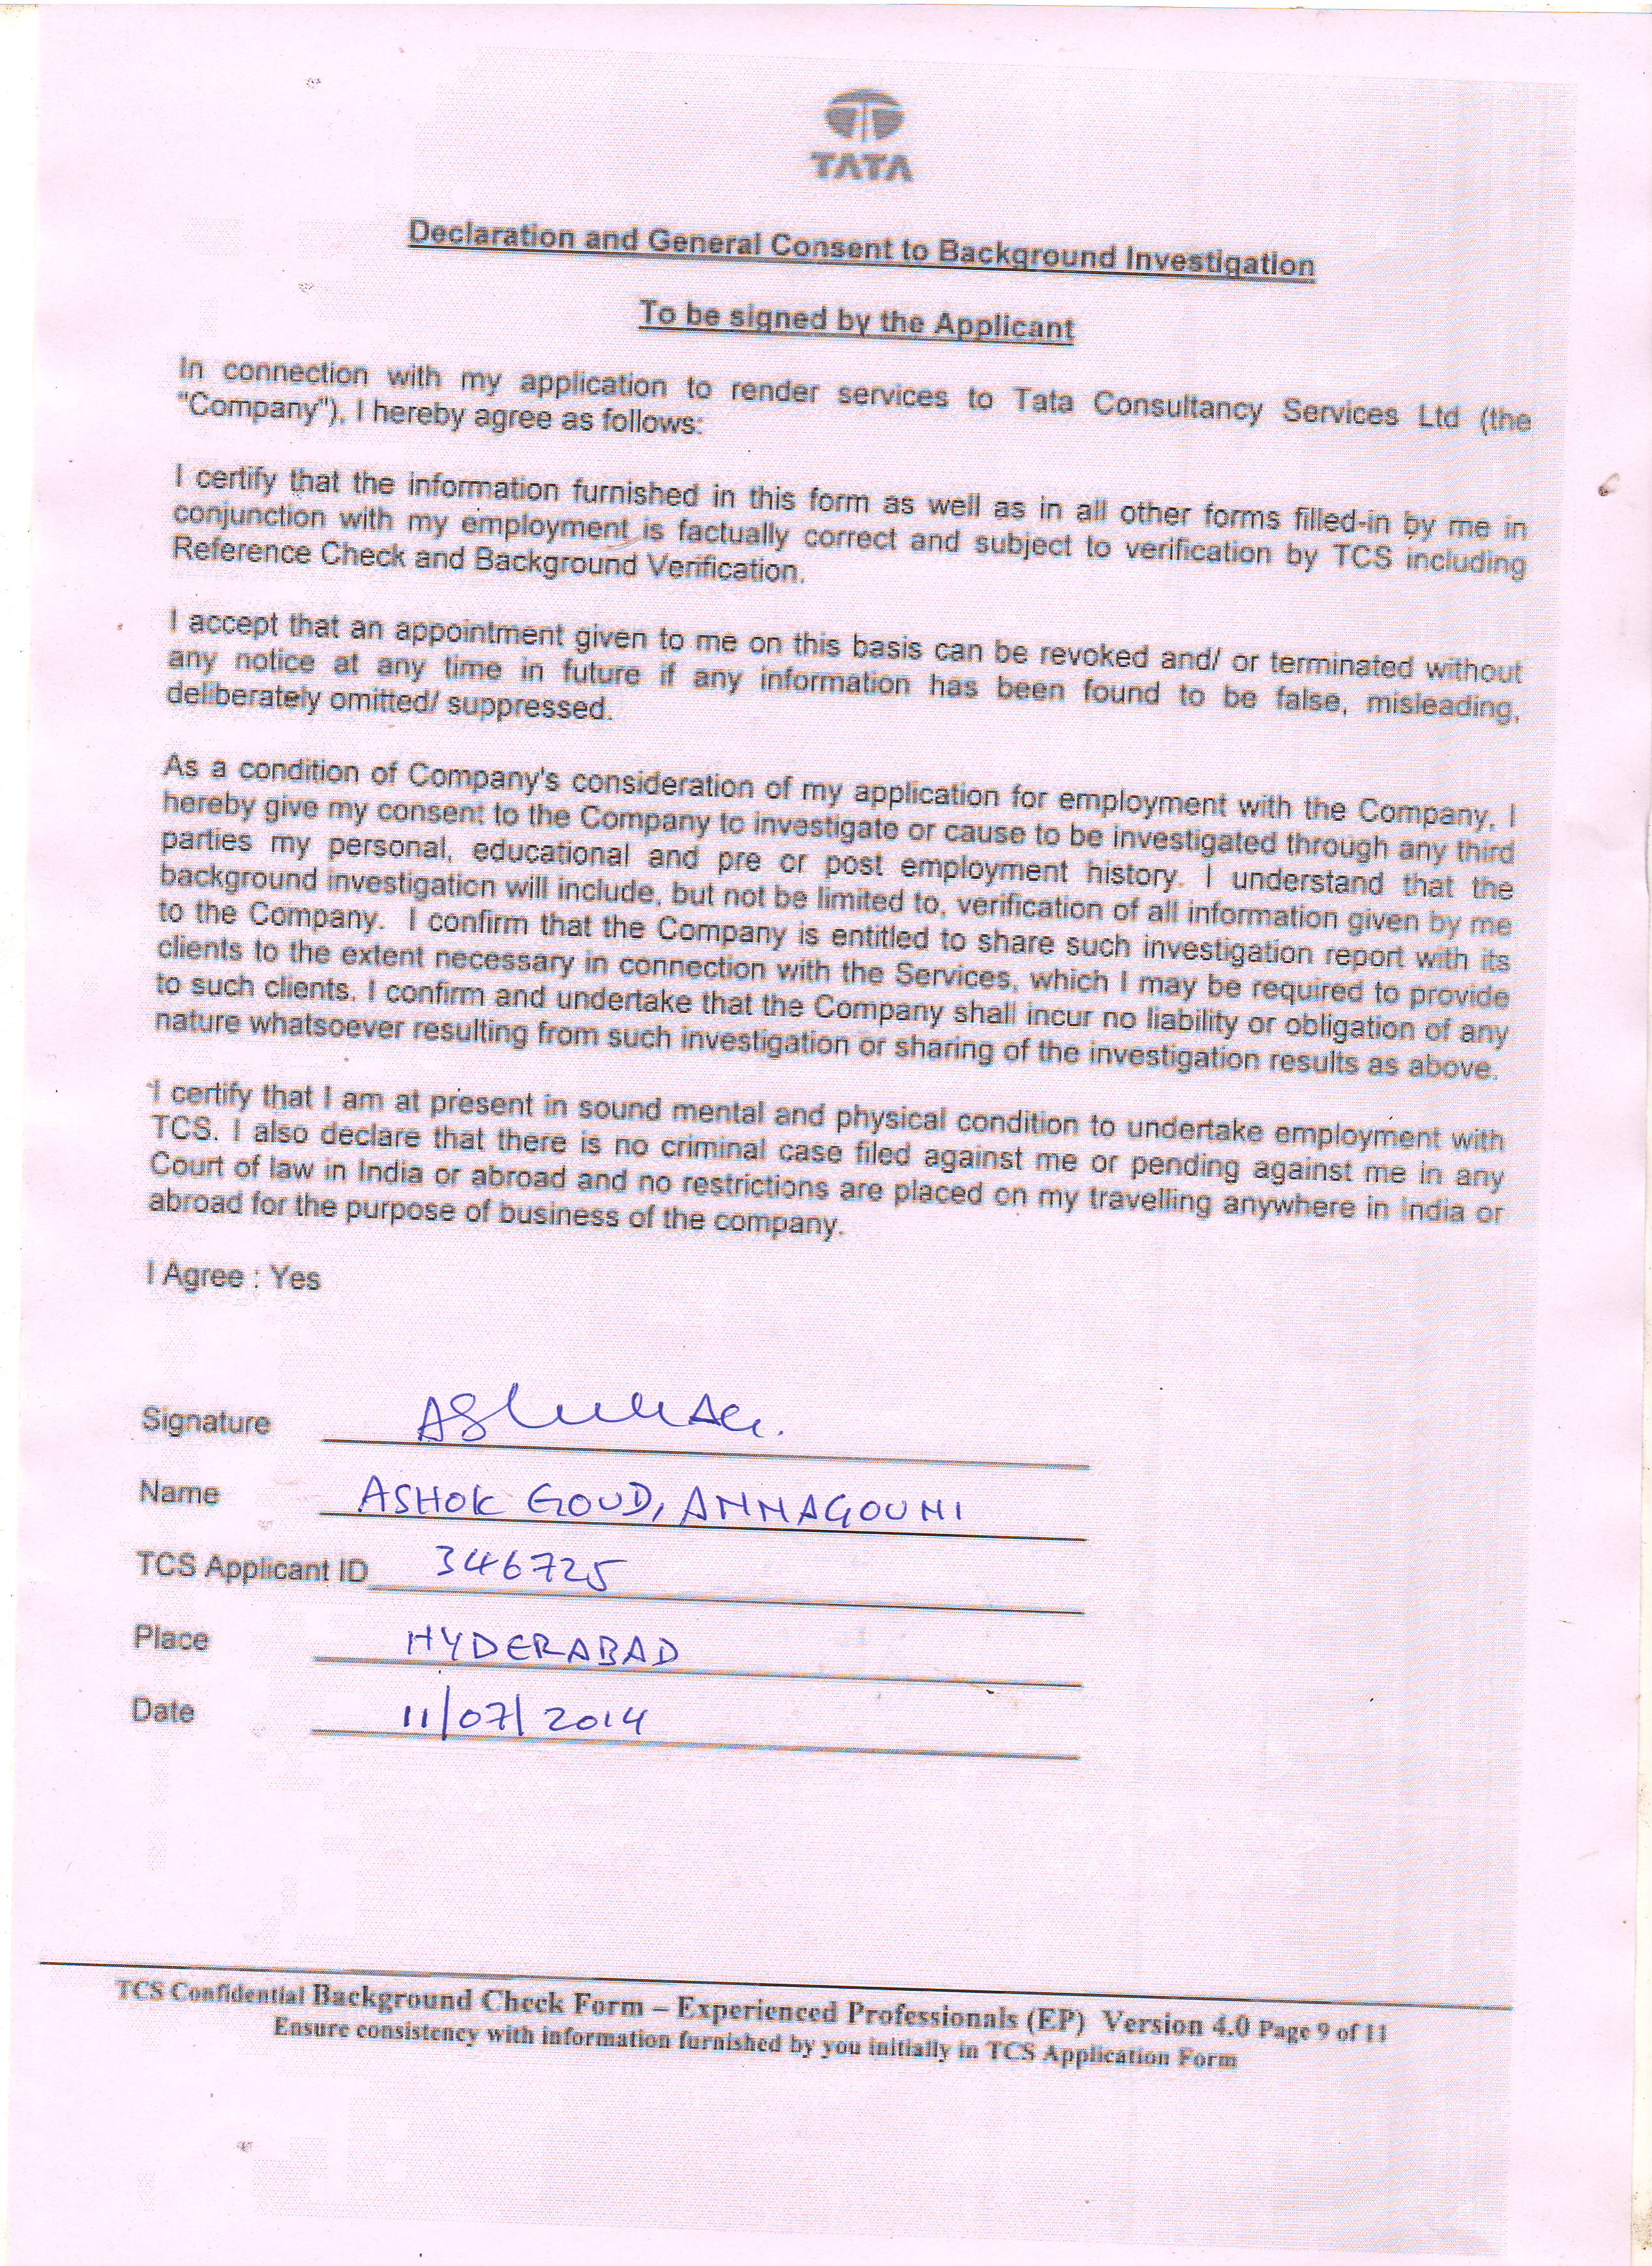 TATA
Declaration and General Consent to Background Investigation
To be signed by the Applicant
In connection with my application to render services to Tata Consultancy Services Ltd (the
"Company"), I hereby agree as follows:
I certify that the information furnished in this form as well as in all other forms filled-in by me in
conjunction with my employment is factually correct and subject to verification by TCS including
Reference Check and Background Verification.
I accept that an appointment given to me on this basis can be revoked and/ or terminated without
any notice at any time in future if any information has been found to be false, misleading,
deliberately omitted/ suppressed.
As a condition of Company's consideration of my application for employment with the Company, I
hereby give my consent to the Company to investigate or cause to be investigated through any third
parties my personal, educational and pre or post employment history. I understand that the
background investigation will include, but not be limited to, verification of all information given by me
to the Company. I confirm that the Company is entitled to share such investigation report with its
clients to the extent necessary in connection with the Services, which I may be required to provide
to such clients. I confirm and undertake that the Company shall incur no liability or obligation of any
nature whatsoever resulting from such investigation or sharing of the investigation results as above.
I certify that I am at present in sound mental and physical condition to undertake employment with
TCS. I also declare that there is no criminal case filed against me or pending against me in any
Court of law in India or abroad and no restrictions are placed on my travelling anywhere in India or
abroad for the purpose of business of the company.
I Agree : Yes
Signature
Name ASHOK GOUD, ANNAGOUNI
TCS Applicant ID 346725
Place HYDERABAD
Date 11/07/2014
TCS Confidential Background Check Form – Experienced Professionals (EP) Version 4.0 Page 9 of 11
Ensure consistency with information furnished by you initially in TCS Application Form